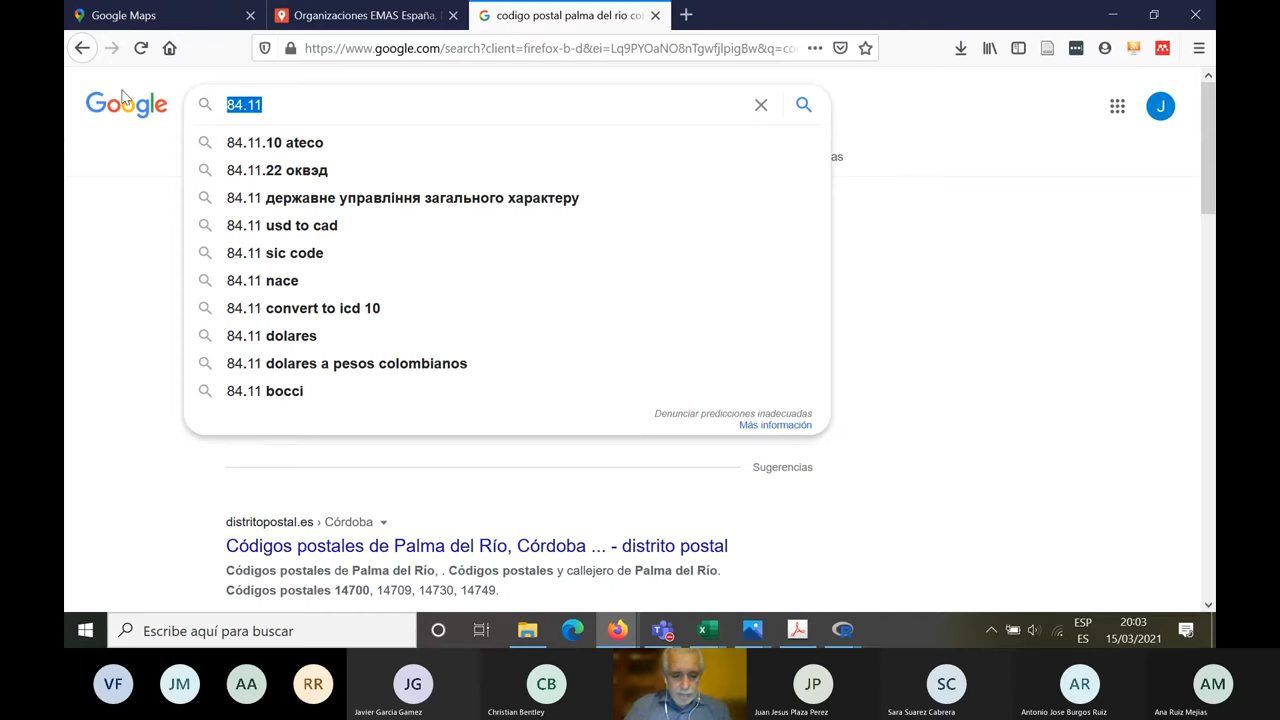 Google Maps
Organizaciones EMAS España,
codigo postal palma del rio co
https://www.google.com/search?client=firefox-b-d&ei=Lq9PYOaNO8nTgwfjlpigBw&q=co
Google
84.11
J
84.11.10 ateco
as
84.11.22 оквэд
84.11 державне управління загального характеру
84.11 usd to cad
84.11 sic code
84.11 nace
84.11 convert to icd 10
84.11 dolares
84.11 dolares a pesos colombianos
84.11 bocci
Denunciar predicciones inadecuadas
Más información
Sugerencias
distritopostal.es › Córdoba
Códigos postales de Palma del Río, Córdoba ... - distrito postal
Códigos postales de Palma del Río, . Códigos postales y callejero de Palma del Río.
Códigos postales 14700, 14709, 14730, 14749.
Escribe aquí para buscar
ESP
ES
20:03
15/03/2021
VF
JM
AA
RR
JG
Javier Garcia Gamez
CB
Christian Bentley
JP
Juan Jesus Plaza Perez
SC
Sara Suarez Cabrera
AR
Antonio Jose Burgos Ruiz
AM
Ana Ruiz Mejias